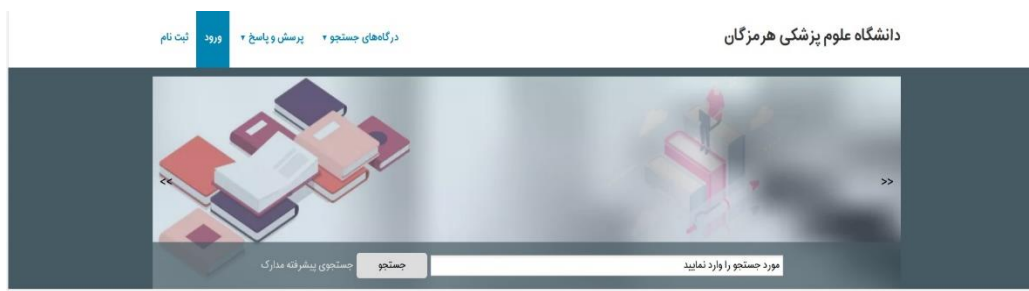 دانشگاه علوم پزشکی هرمزگان
درگاه‌های جستجو ▾ پرسش و پاسخ ▾ ورود ثبت نام
>> <<
مورد جستجو را وارد نمایید جستجو جستجوی پیشرفته مدارک